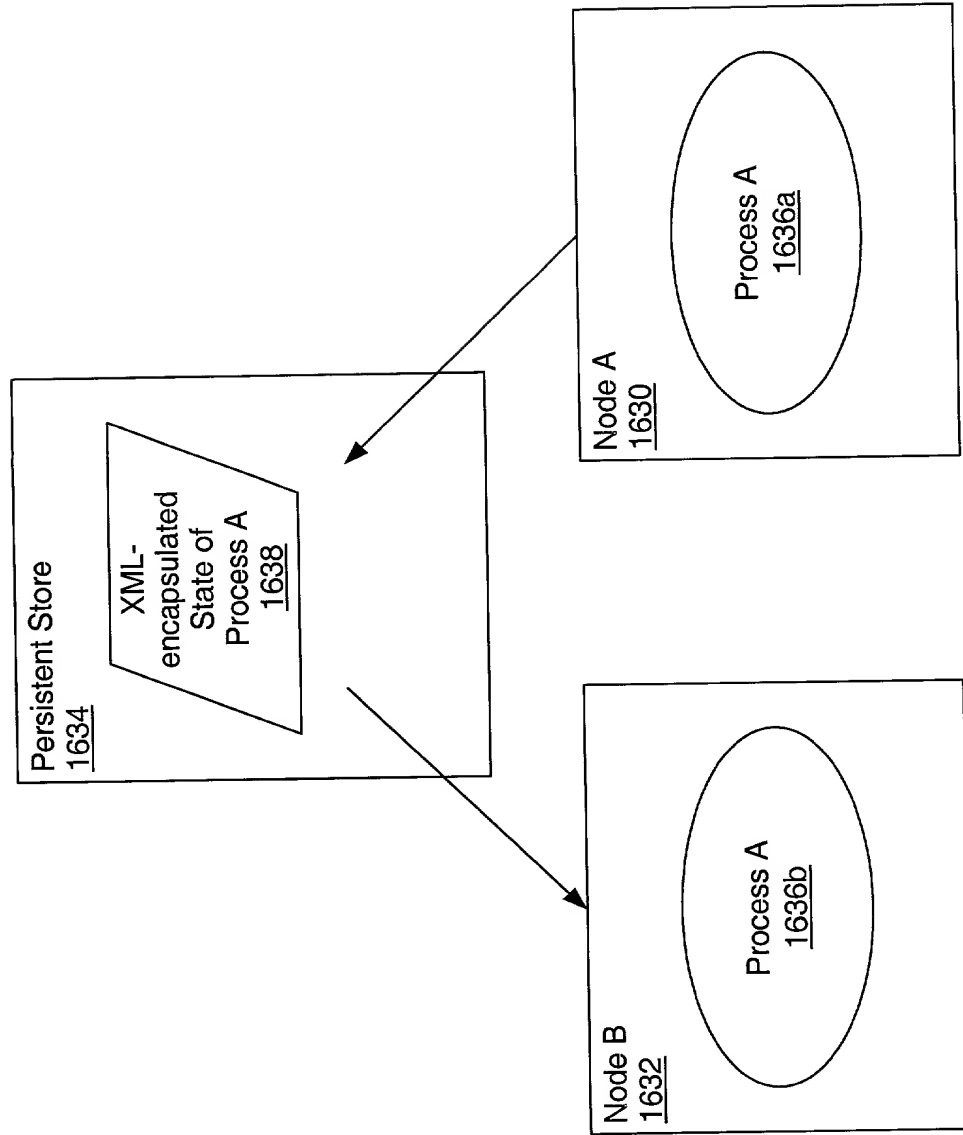 Persistent Store
1634
XML-
encapsulated
State of
Process A
1638
Node B
1632
Process A
1636b
Node A
1630
Process A
1636a